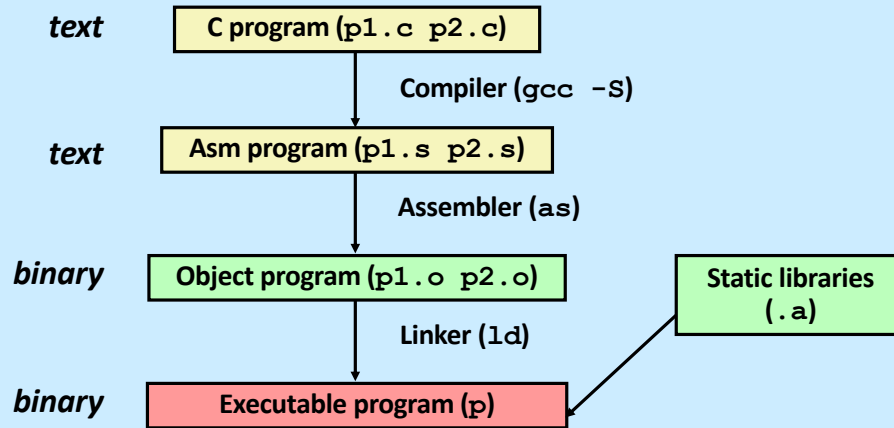 text
C program (p1.c p2.c)
Compiler (gcc -S)
text
Asm program (p1.s p2.s)
Assembler (as)
binary
Object program (p1.o p2.o)
Static libraries
(.a)
Linker (ld)
binary
Executable program (p)